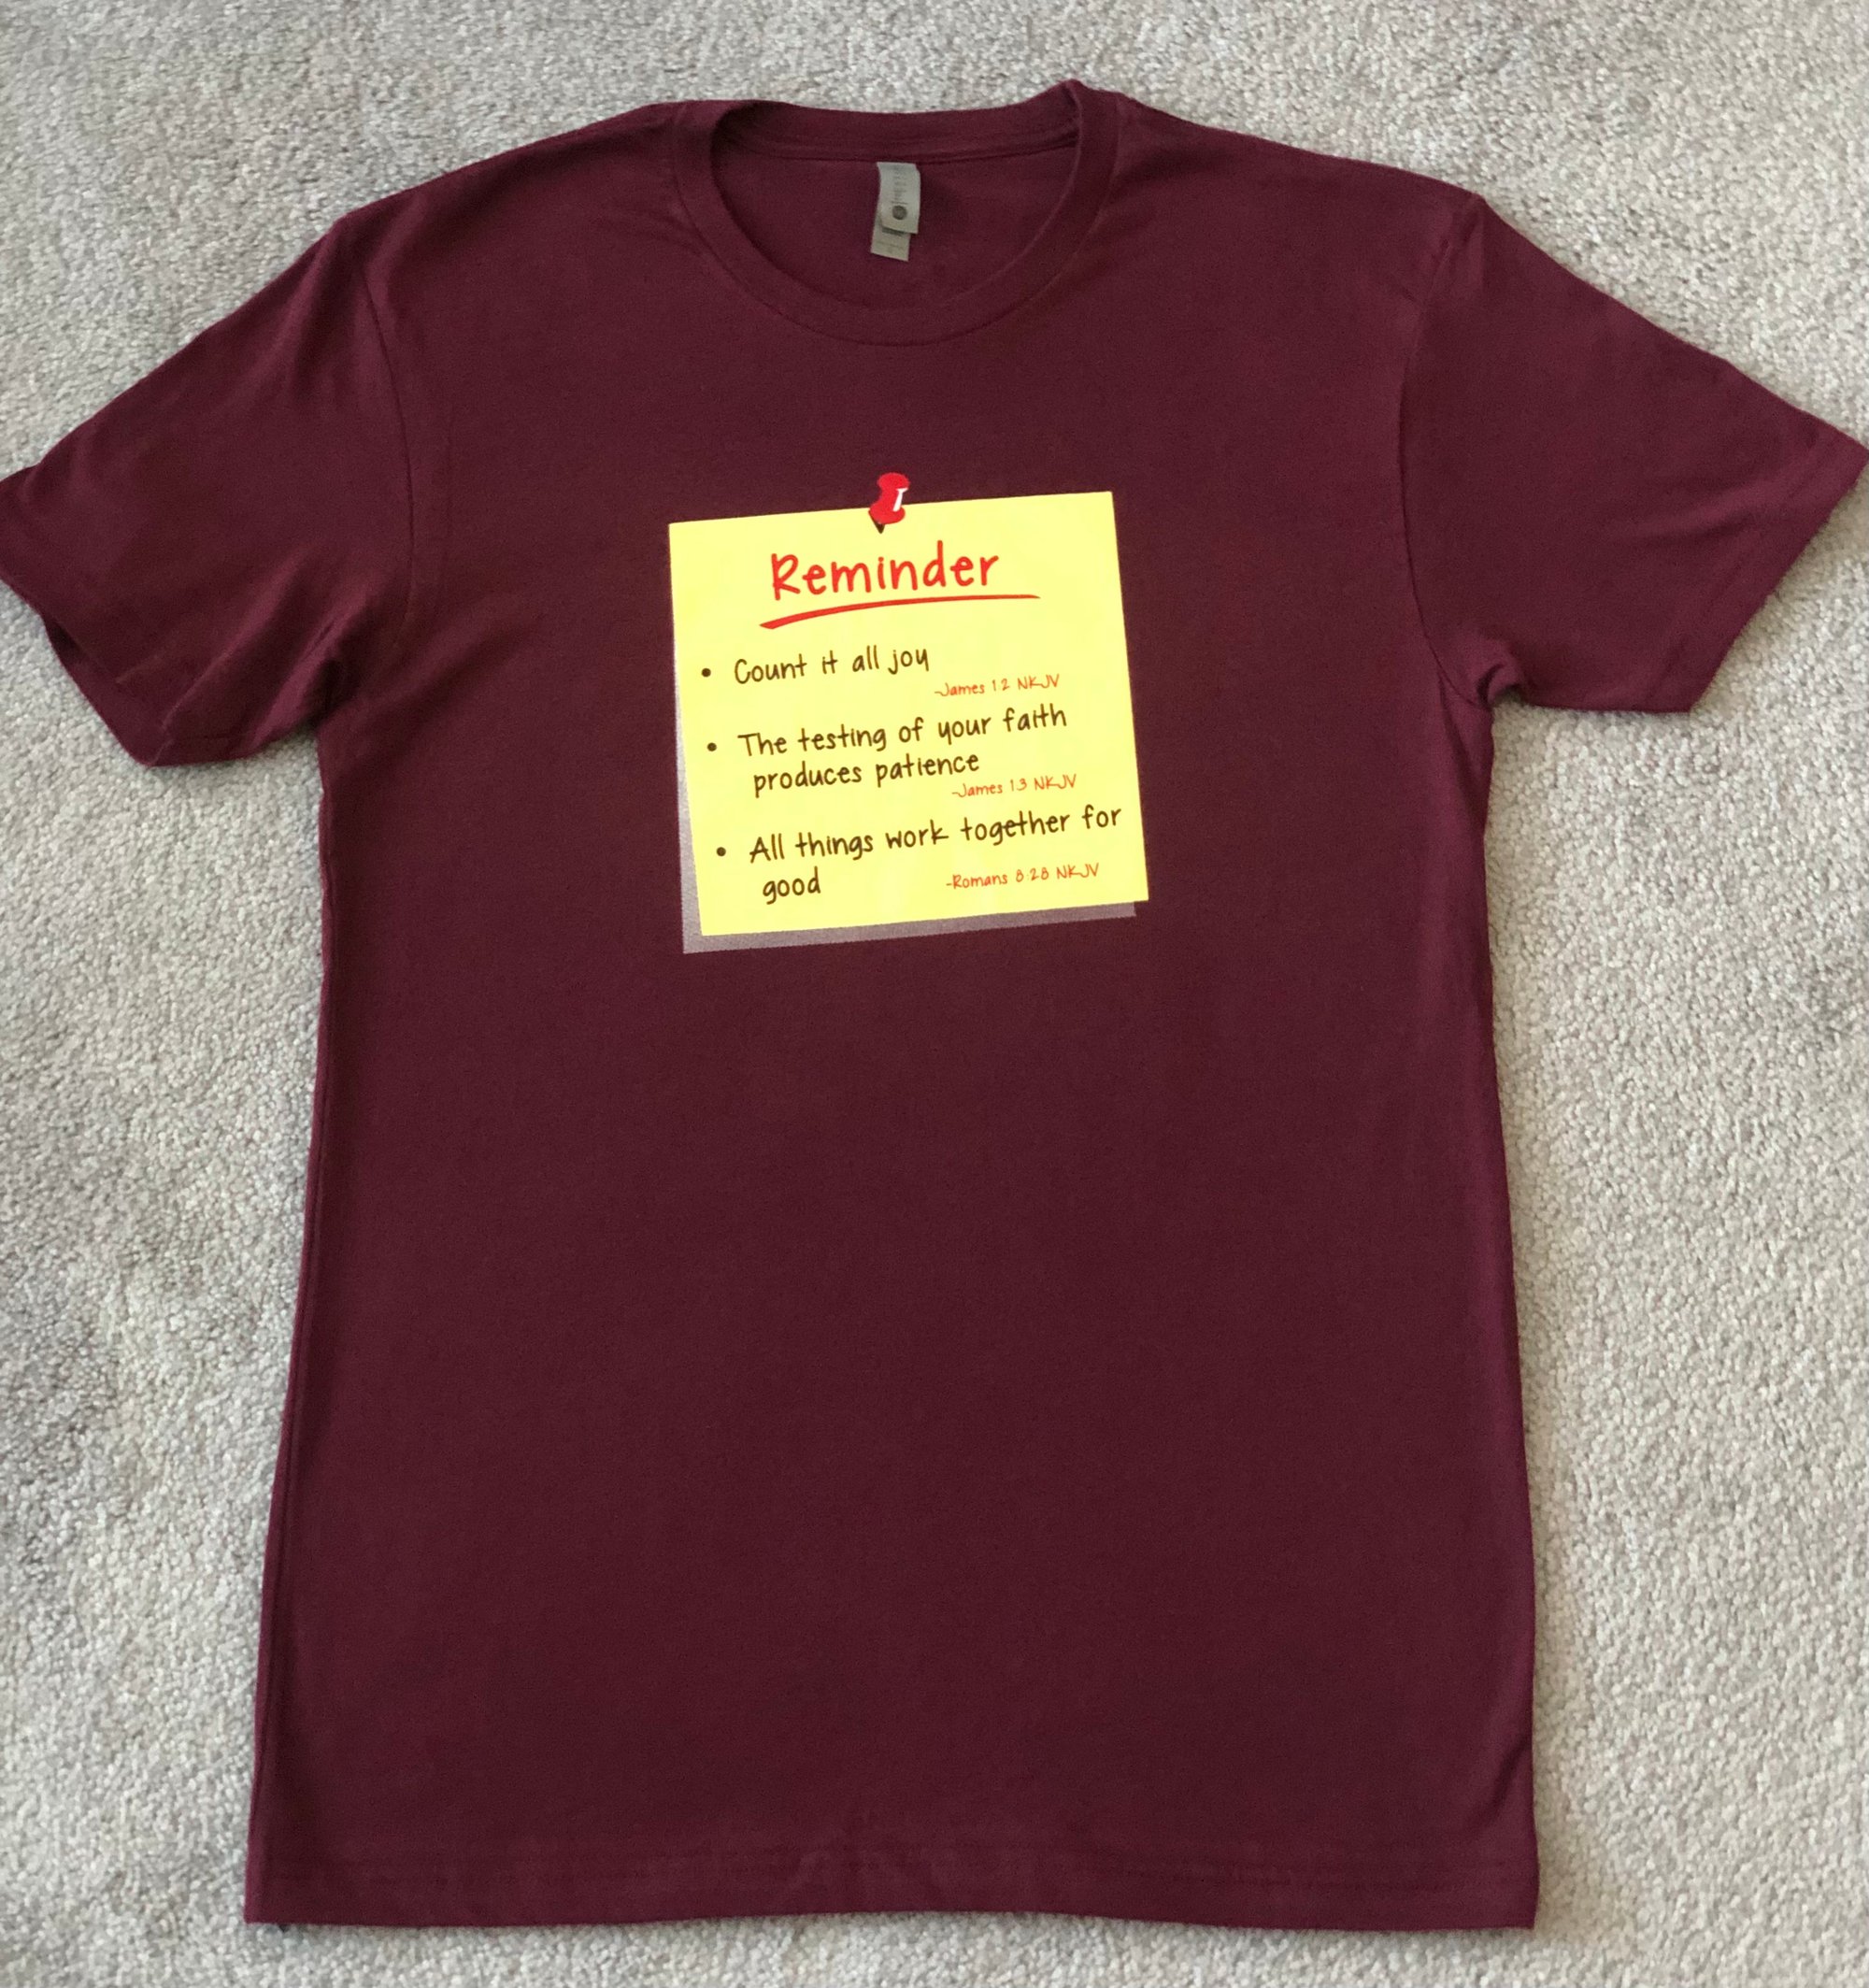 Reminder
• Count it all joy
-James 1:2 NKJV
• The testing of your faith
produces patience
-James 1:3 NKJV
• All things work together for
good
-Romans 8:28 NKJV